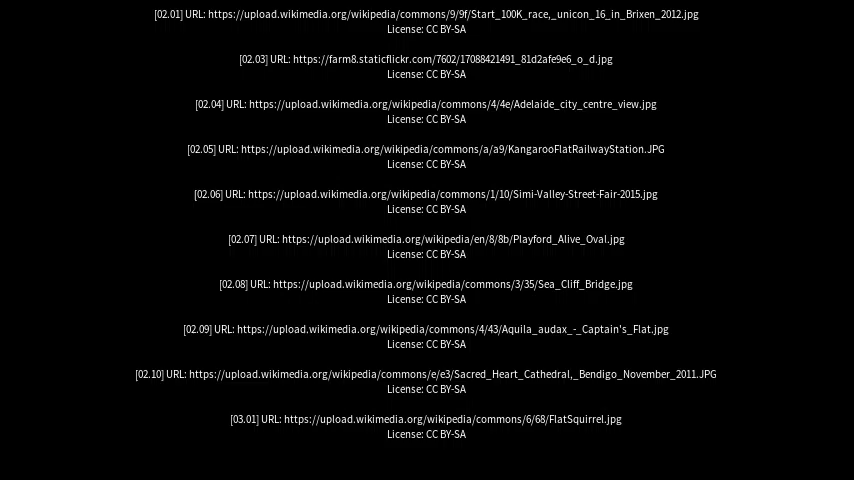 [02.01] URL: https://upload.wikimedia.org/wikipedia/commons/9/9f/Start_100K_race,_unicon_16_in_Brixen_2012.jpg
License: CC BY-SA
[02.03] URL: https://farm8.staticflickr.com/7602/17088421491_81d2afe9e6_o_d.jpg
License: CC BY-SA
[02.04] URL: https://upload.wikimedia.org/wikipedia/commons/4/4e/Adelaide_city_centre_view.jpg
License: CC BY-SA
[02.05] URL: https://upload.wikimedia.org/wikipedia/commons/a/a9/KangarooFlatRailwayStation.JPG
License: CC BY-SA
[02.06] URL: https://upload.wikimedia.org/wikipedia/commons/1/10/Simi-Valley-Street-Fair-2015.jpg
License: CC BY-SA
[02.07] URL: https://upload.wikimedia.org/wikipedia/en/8/8b/Playford_Alive_Oval.jpg
License: CC BY-SA
[02.08] URL: https://upload.wikimedia.org/wikipedia/commons/3/35/Sea_Cliff_Bridge.jpg
License: CC BY-SA
[02.09] URL: https://upload.wikimedia.org/wikipedia/commons/4/43/Aquila_audax_-_Captain's_Flat.jpg
License: CC BY-SA
[02.10] URL: https://upload.wikimedia.org/wikipedia/commons/e/e3/Sacred_Heart_Cathedral,_Bendigo_November_2011.JPG
License: CC BY-SA
[03.01] URL: https://upload.wikimedia.org/wikipedia/commons/6/68/FlatSquirrel.jpg
License: CC BY-SA